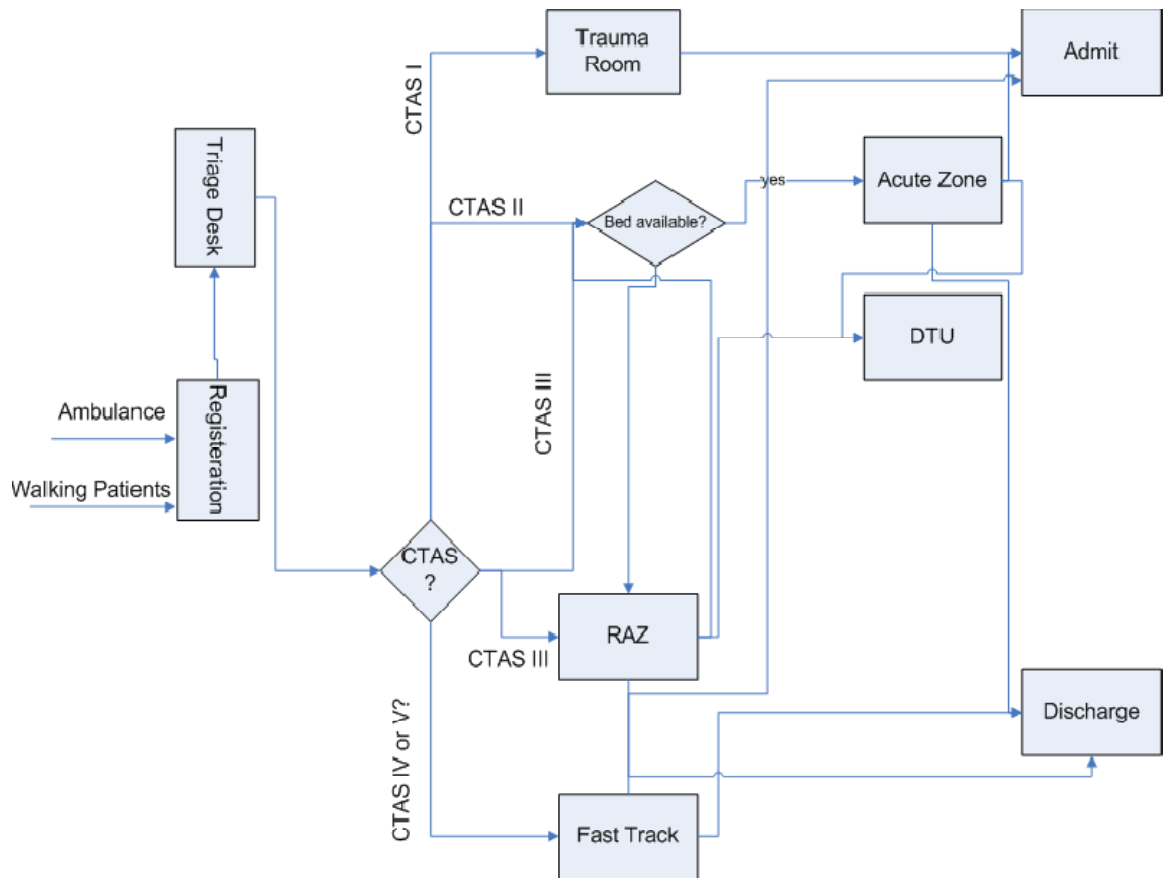 Trauma
Room
Admit
CTAS I
Triage Desk
yes
Acute Zone
CTAS II
Bed available?
DTU
Registeration
Ambulance
CTAS III
Walking Patients
CTAS
?
RAZ
CTAS III
Discharge
CTAS IV or V?
Fast Track